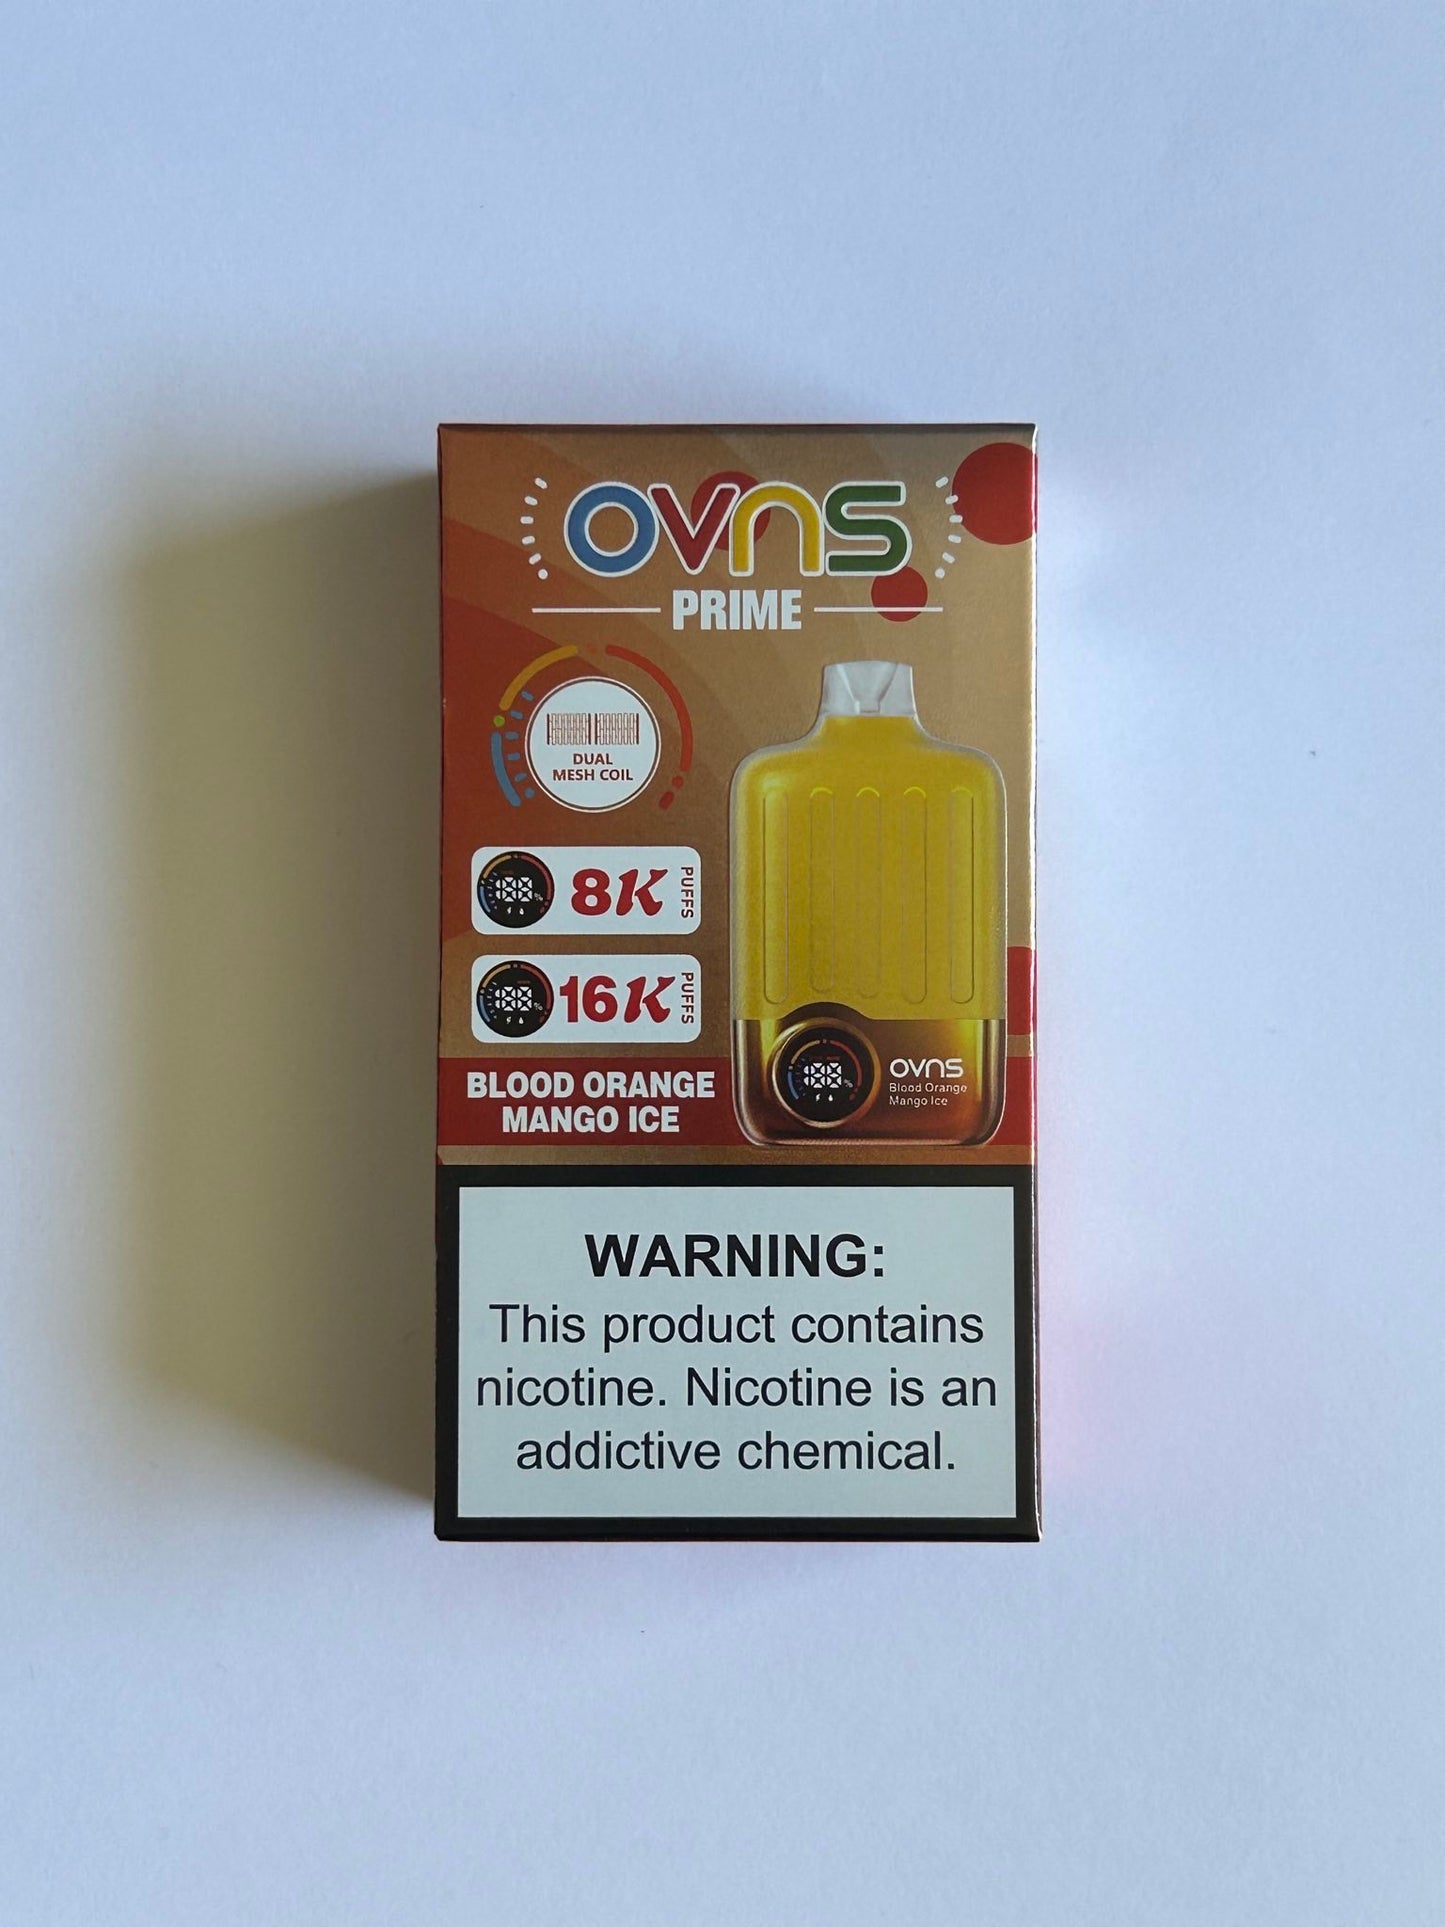 OVNS
PRIME
DUAL
MESH COIL
8K PUFFS
16K PUFFS
BLOOD ORANGE
MANGO ICE
OVNS
Blood Orange
Mango Ice
WARNING:
This product contains
nicotine. Nicotine is an
addictive chemical.